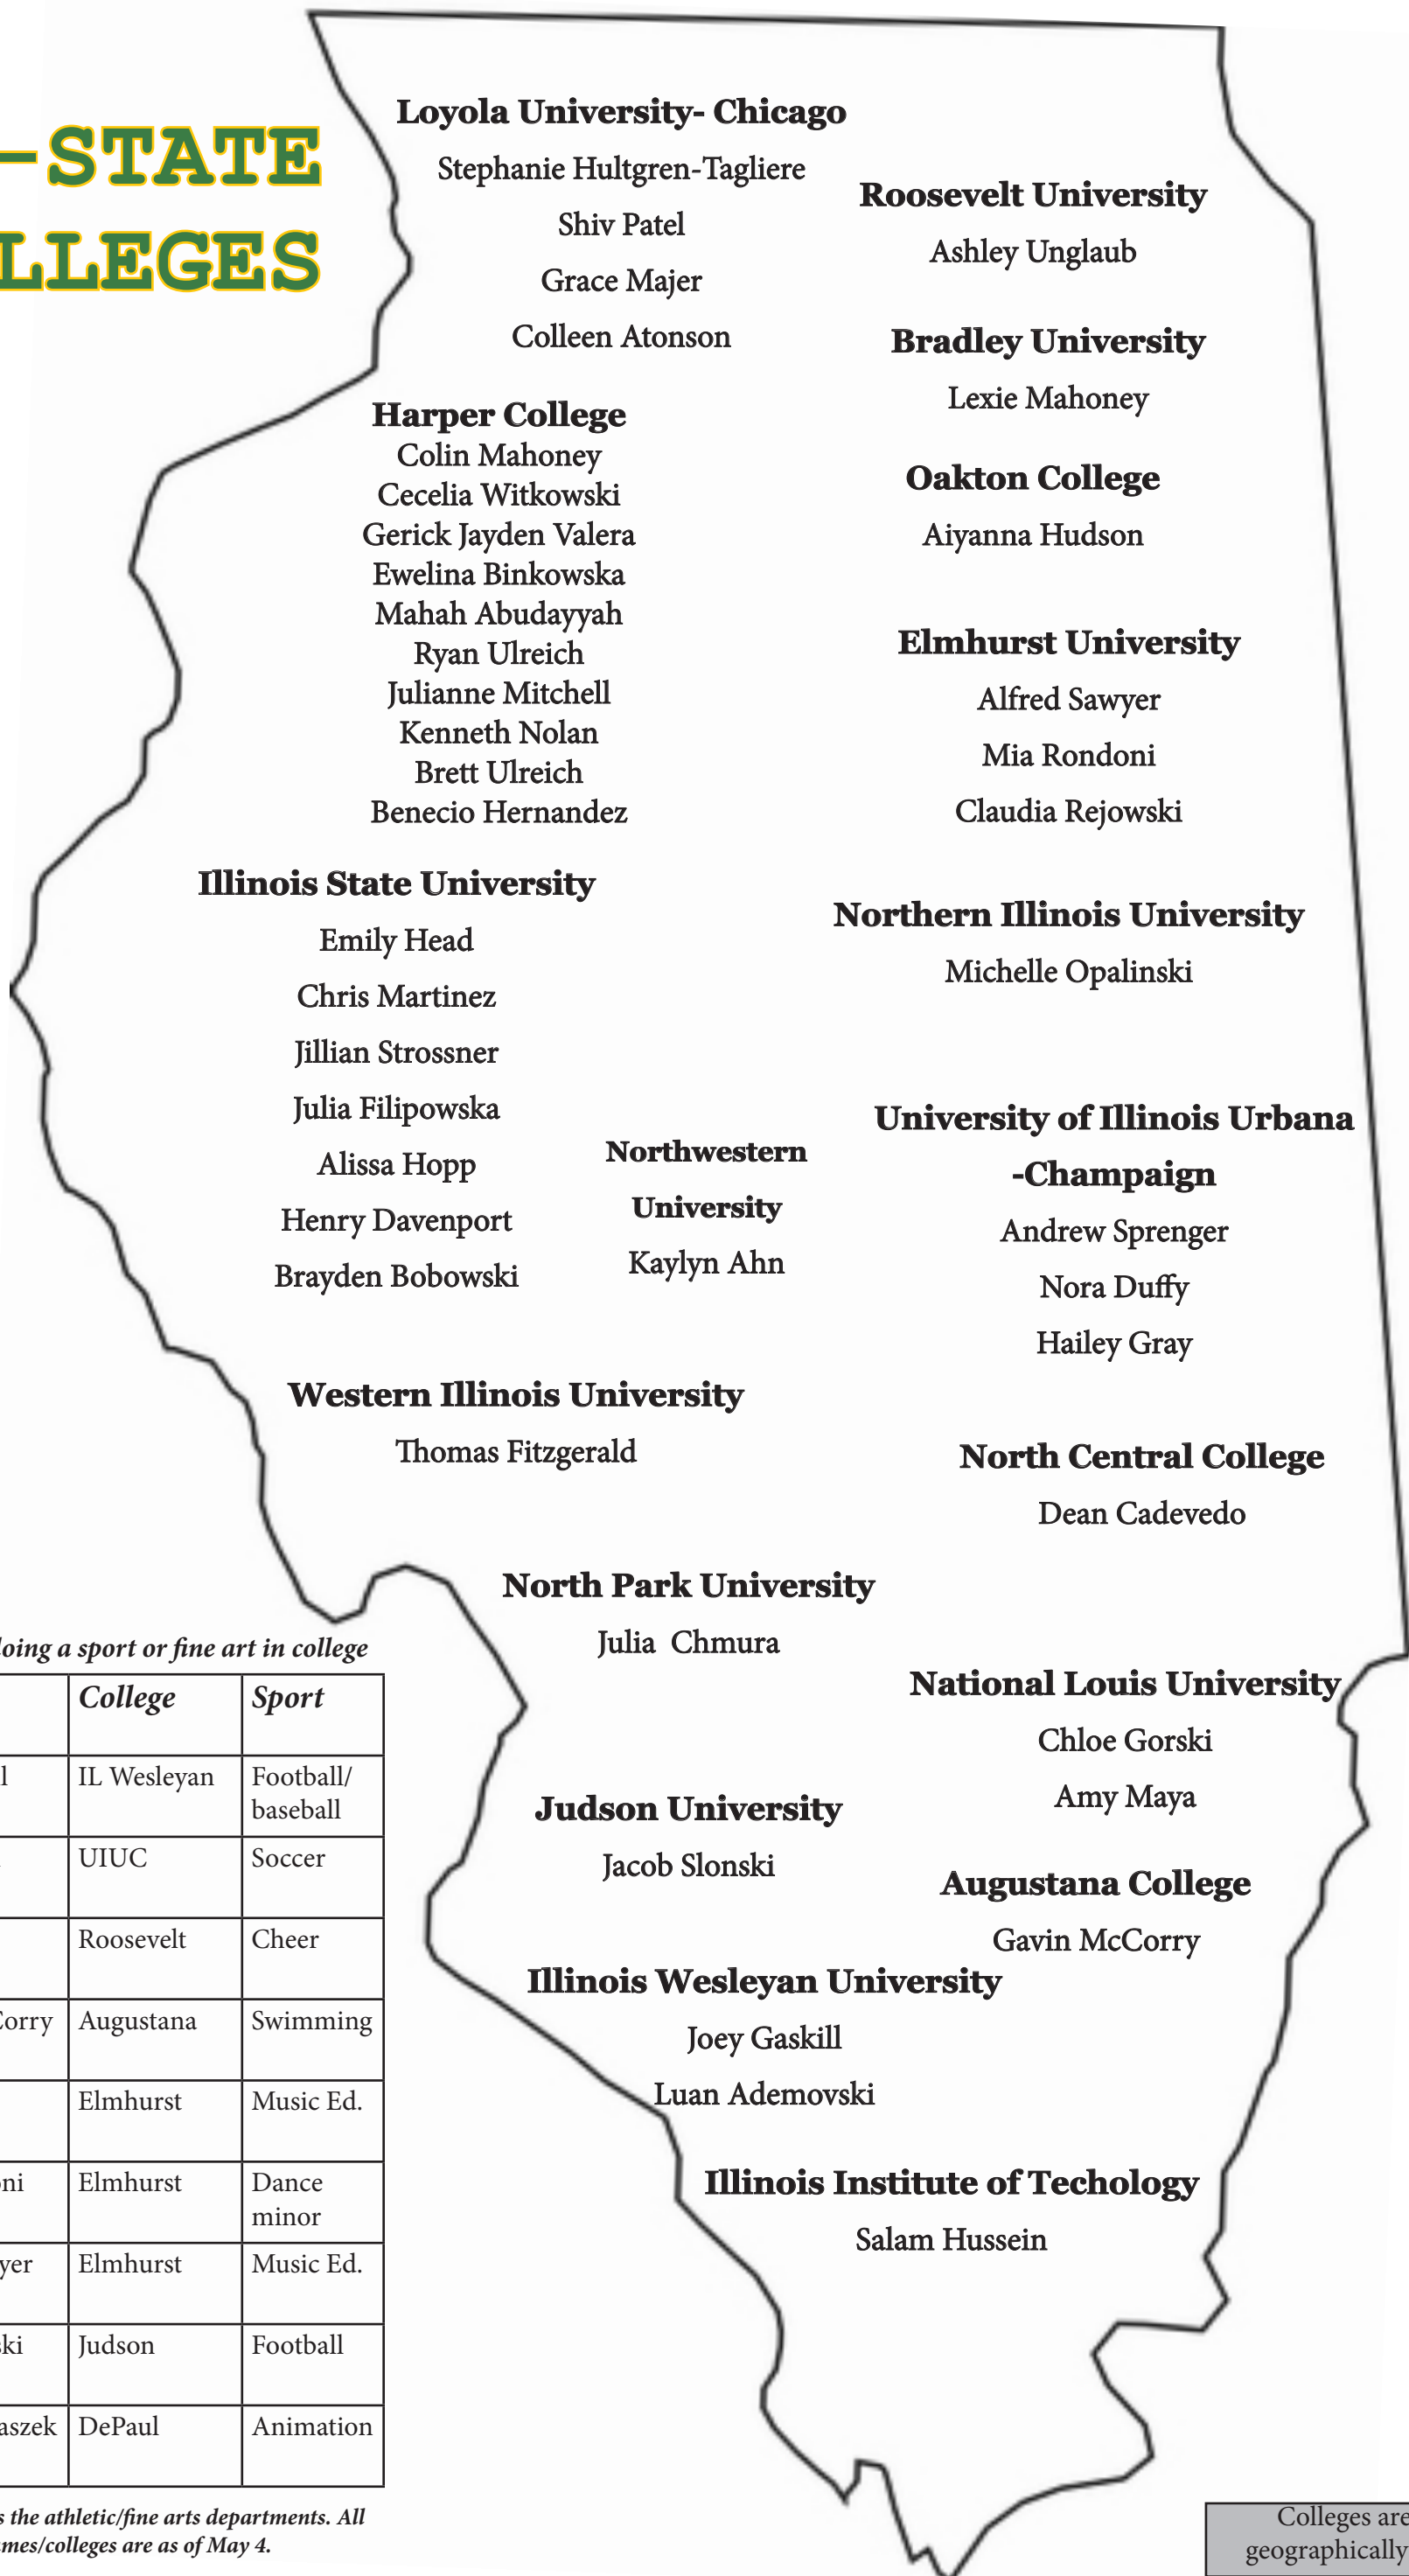 -STATE
LLEGES
Loyola University- Chicago
Stephanie Hultgren-Tagliere
Shiv Patel
Grace Majer
Colleen Atonson
Roosevelt University
Ashley Unglaub
Bradley University
Lexie Mahoney
Harper College
Colin Mahoney
Cecelia Witkowski
Gerick Jayden Valera
Ewelina Binkowska
Mahah Abudayyah
Ryan Ulreich
Julianne Mitchell
Kenneth Nolan
Brett Ulreich
Benecio Hernandez
Oakton College
Aiyanna Hudson
Elmhurst University
Alfred Sawyer
Mia Rondoni
Claudia Rejowski
Illinois State University
Emily Head
Chris Martinez
Jillian Strossner
Julia Filipowska
Alissa Hopp
Henry Davenport
Brayden Bobowski
Northern Illinois University
Michelle Opalinski
Northwestern
University
Kaylyn Ahn
University of Illinois Urbana
-Champaign
Andrew Sprenger
Nora Duffy
Hailey Gray
Western Illinois University
Thomas Fitzgerald
North Central College
Dean Cadevedo
North Park University
Julia Chmura
National Louis University
Chloe Gorski
Amy Maya
Judson University
Jacob Slonski
Augustana College
Gavin McCorry
Illinois Wesleyan University
Joey Gaskill
Luan Ademovski
Illinois Institute of Techology
Salam Hussein
loing a sport or fine art in college
College Sport
l IL Wesleyan Football/
baseball
UIUC Soccer
Roosevelt Cheer
Corry Augustana Swimming
Elmhurst Music Ed.
oni Elmhurst Dance
minor
yer Elmhurst Music Ed.
ski Judson Football
aszek DePaul Animation
s the athletic/fine arts departments. All
mes/colleges are as of May 4.
Colleges are
geographically